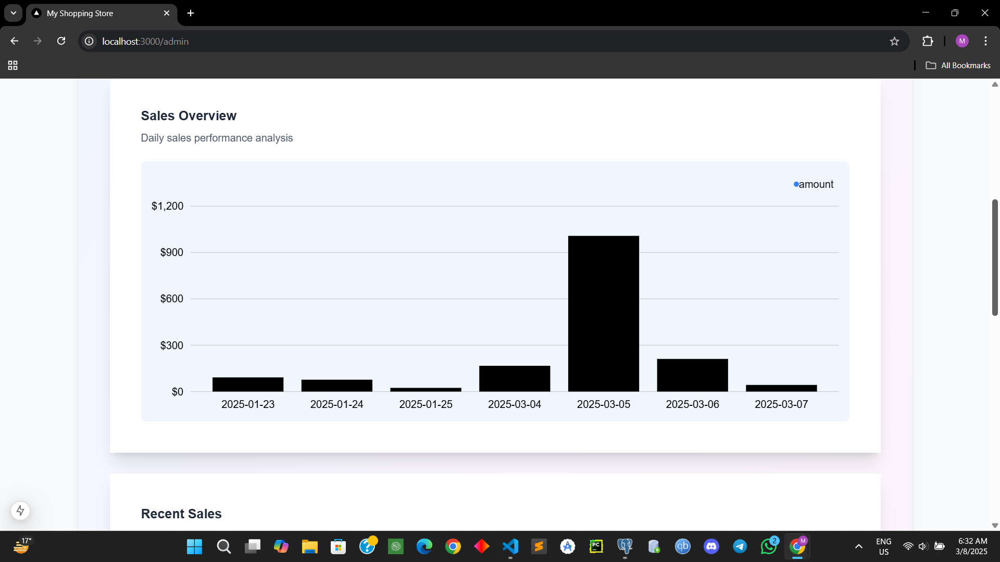 My Shopping Store
localhost:3000/admin
M
All Bookmarks
Sales Overview
Daily sales performance analysis
amount
$1,200
$900
$600
$300
$0
2025-01-23 2025-01-24 2025-01-25 2025-03-04 2025-03-05 2025-03-06 2025-03-07
Recent Sales
17°
PC
qb
2
M
ENG
US
6:32 AM
3/8/2025